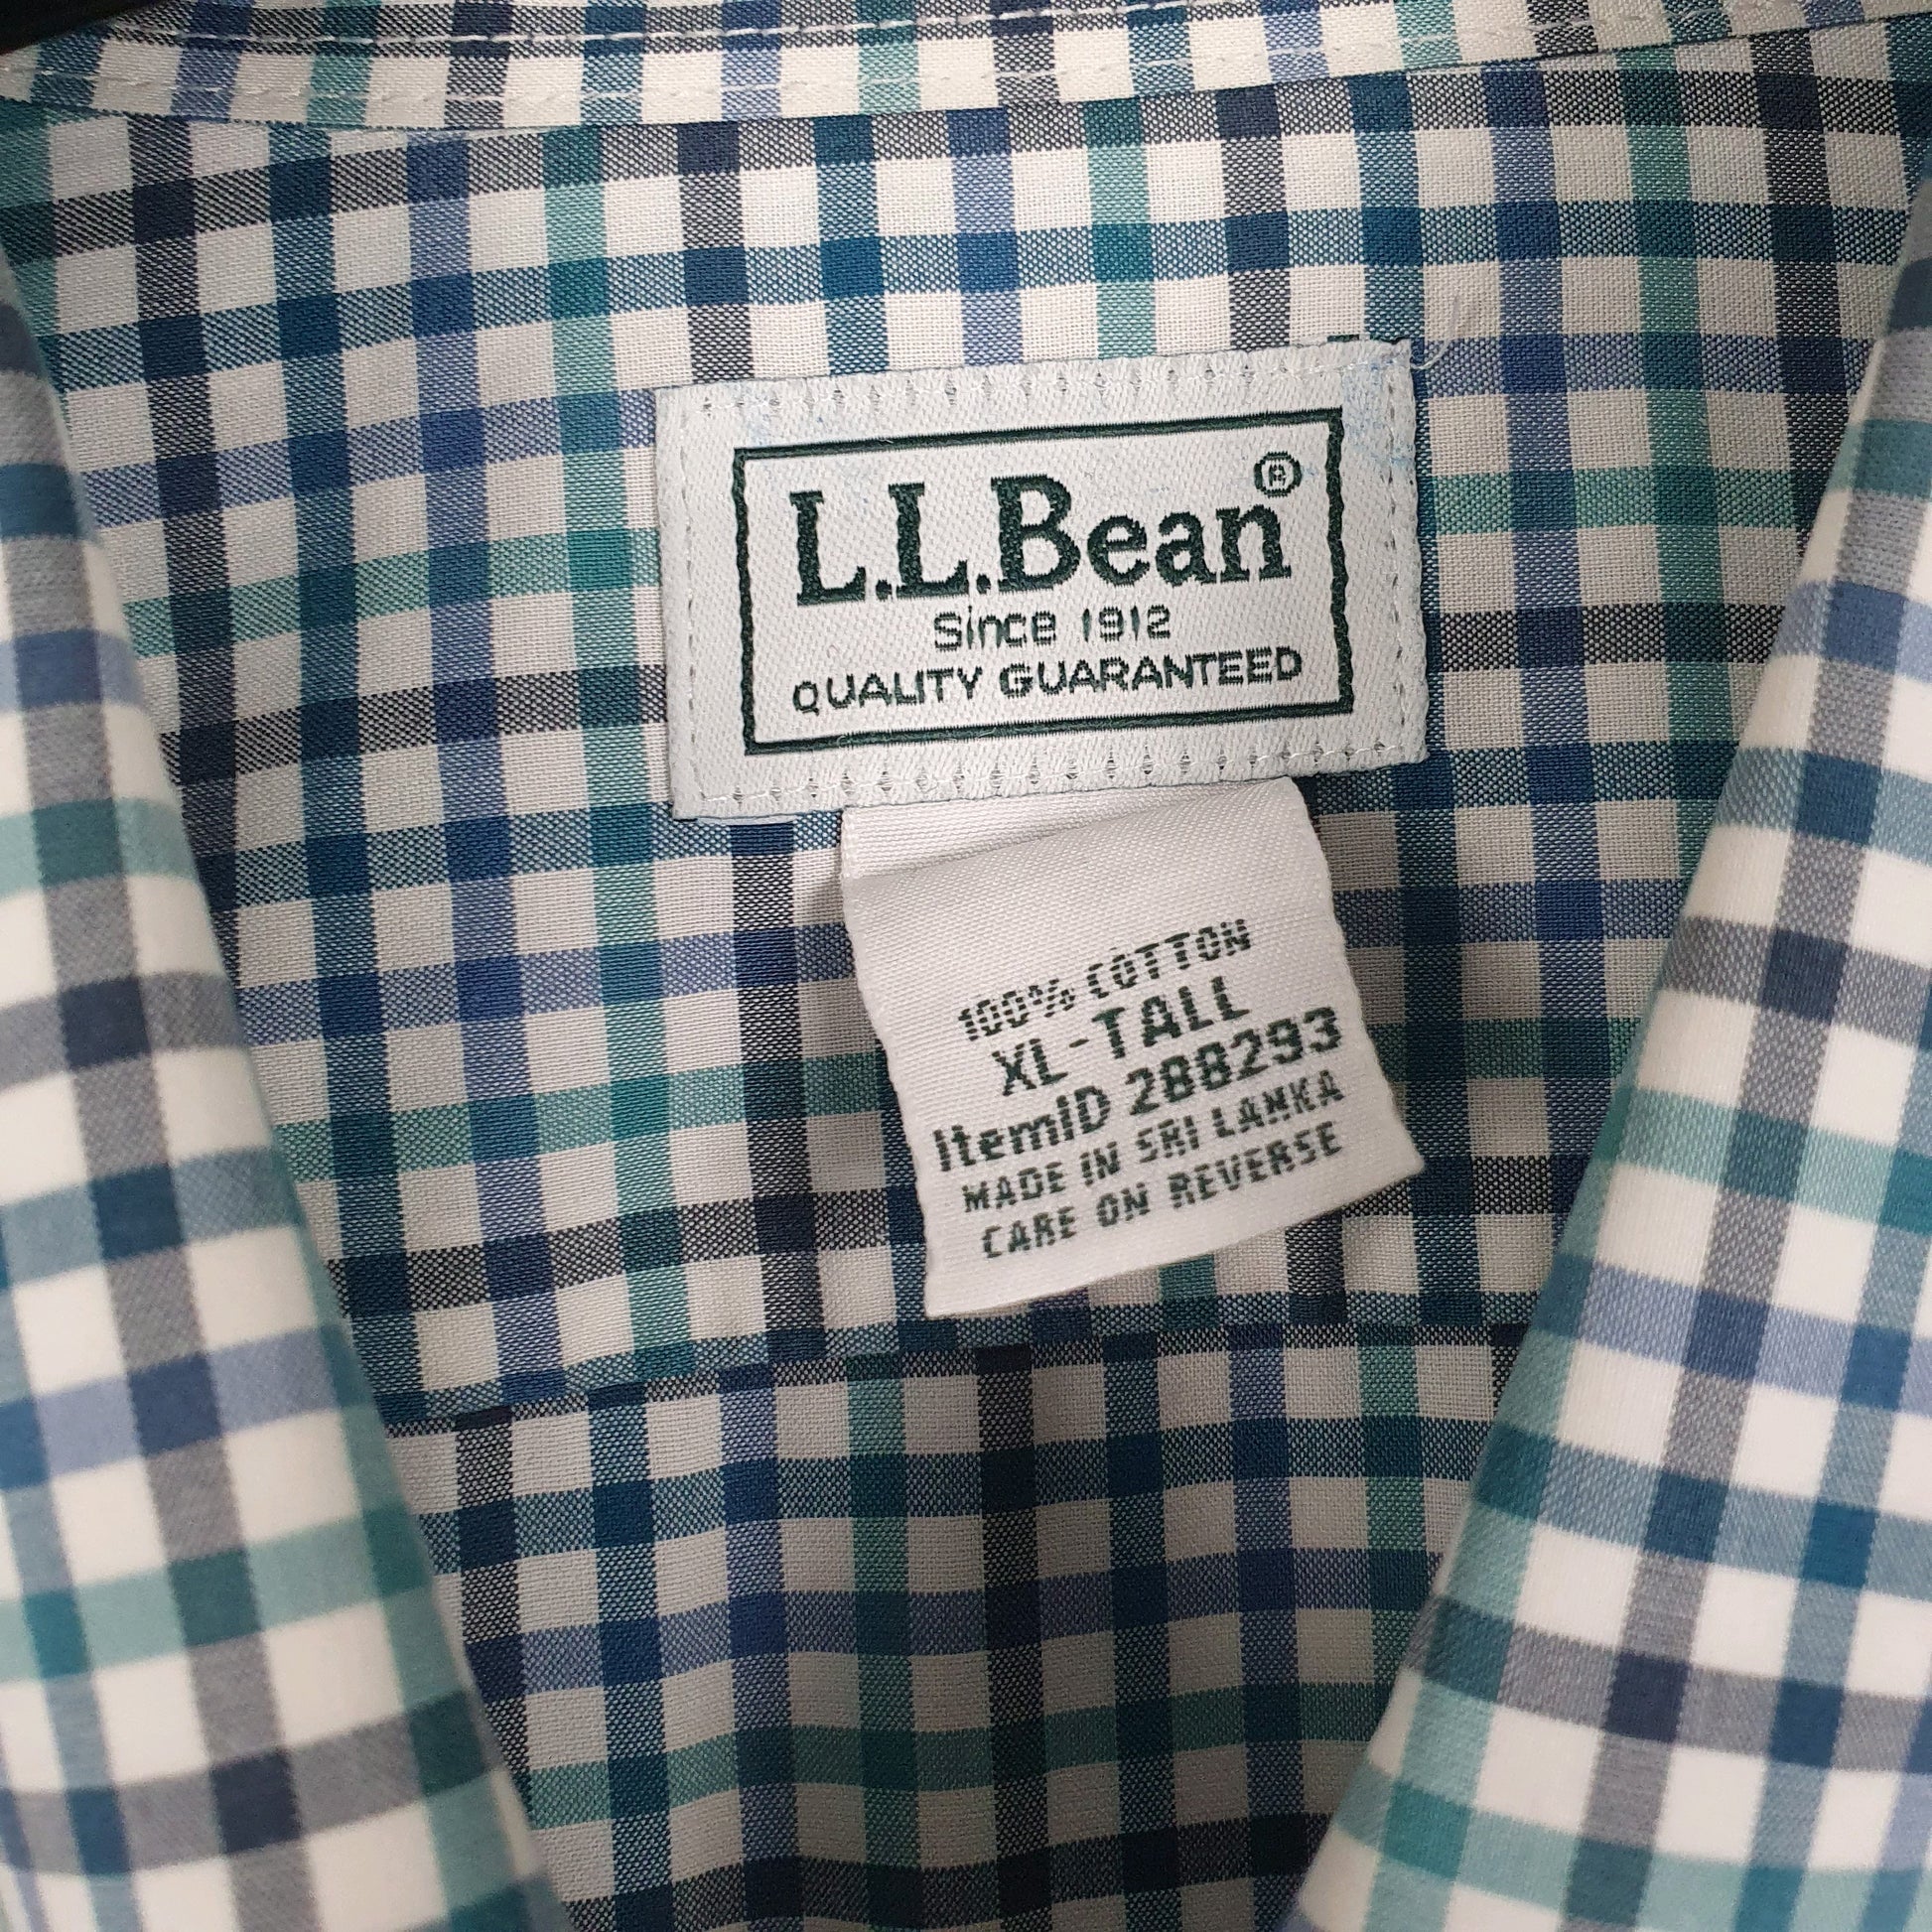 L.L.Bean®
Since 1912
QUALITY GUARANTEED
100% COTTON
XL-TALL
ItemID 288293
MADE IN SRI LANKA
CARE ON REVERSE